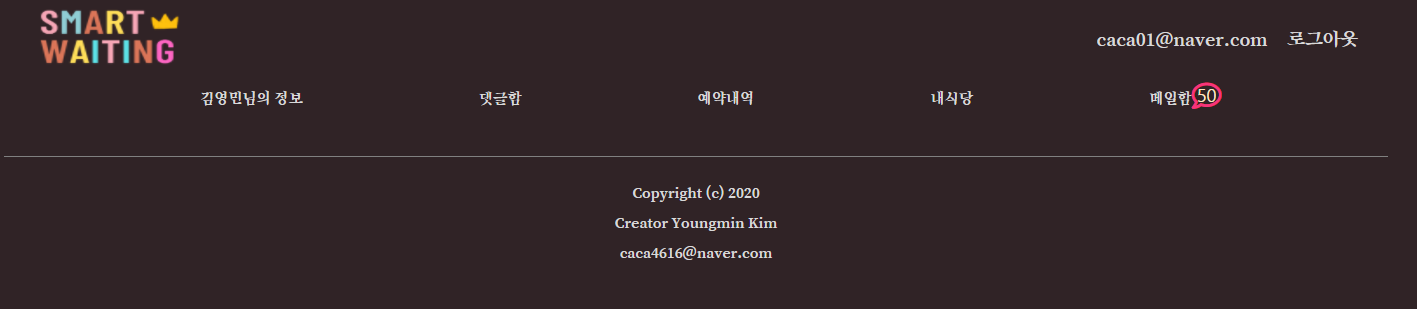 SMART
WAITING
caca01@naver.com 로그아웃
김영민님의 정보 댓글함 예약내역 내식당 메일함 50
Copyright (c) 2020
Creator Youngmin Kim
caca4616@naver.com